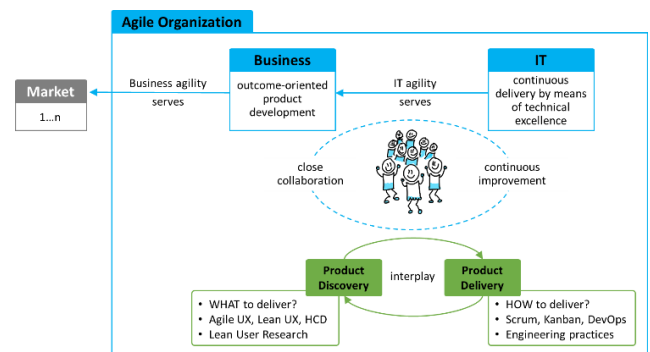 Agile Organization
Business
outcome-oriented
product
development
IT
continuous
delivery by means
of technical
excellence
Market
1...n
Business agility
serves
IT agility
serves
close
collaboration
continuous
improvement
Product
Discovery
interplay
Product
Delivery
• WHAT to deliver?
• Agile UX, Lean UX, HCD
• Lean User Research
• HOW to deliver?
• Scrum, Kanban, DevOps
• Engineering practices